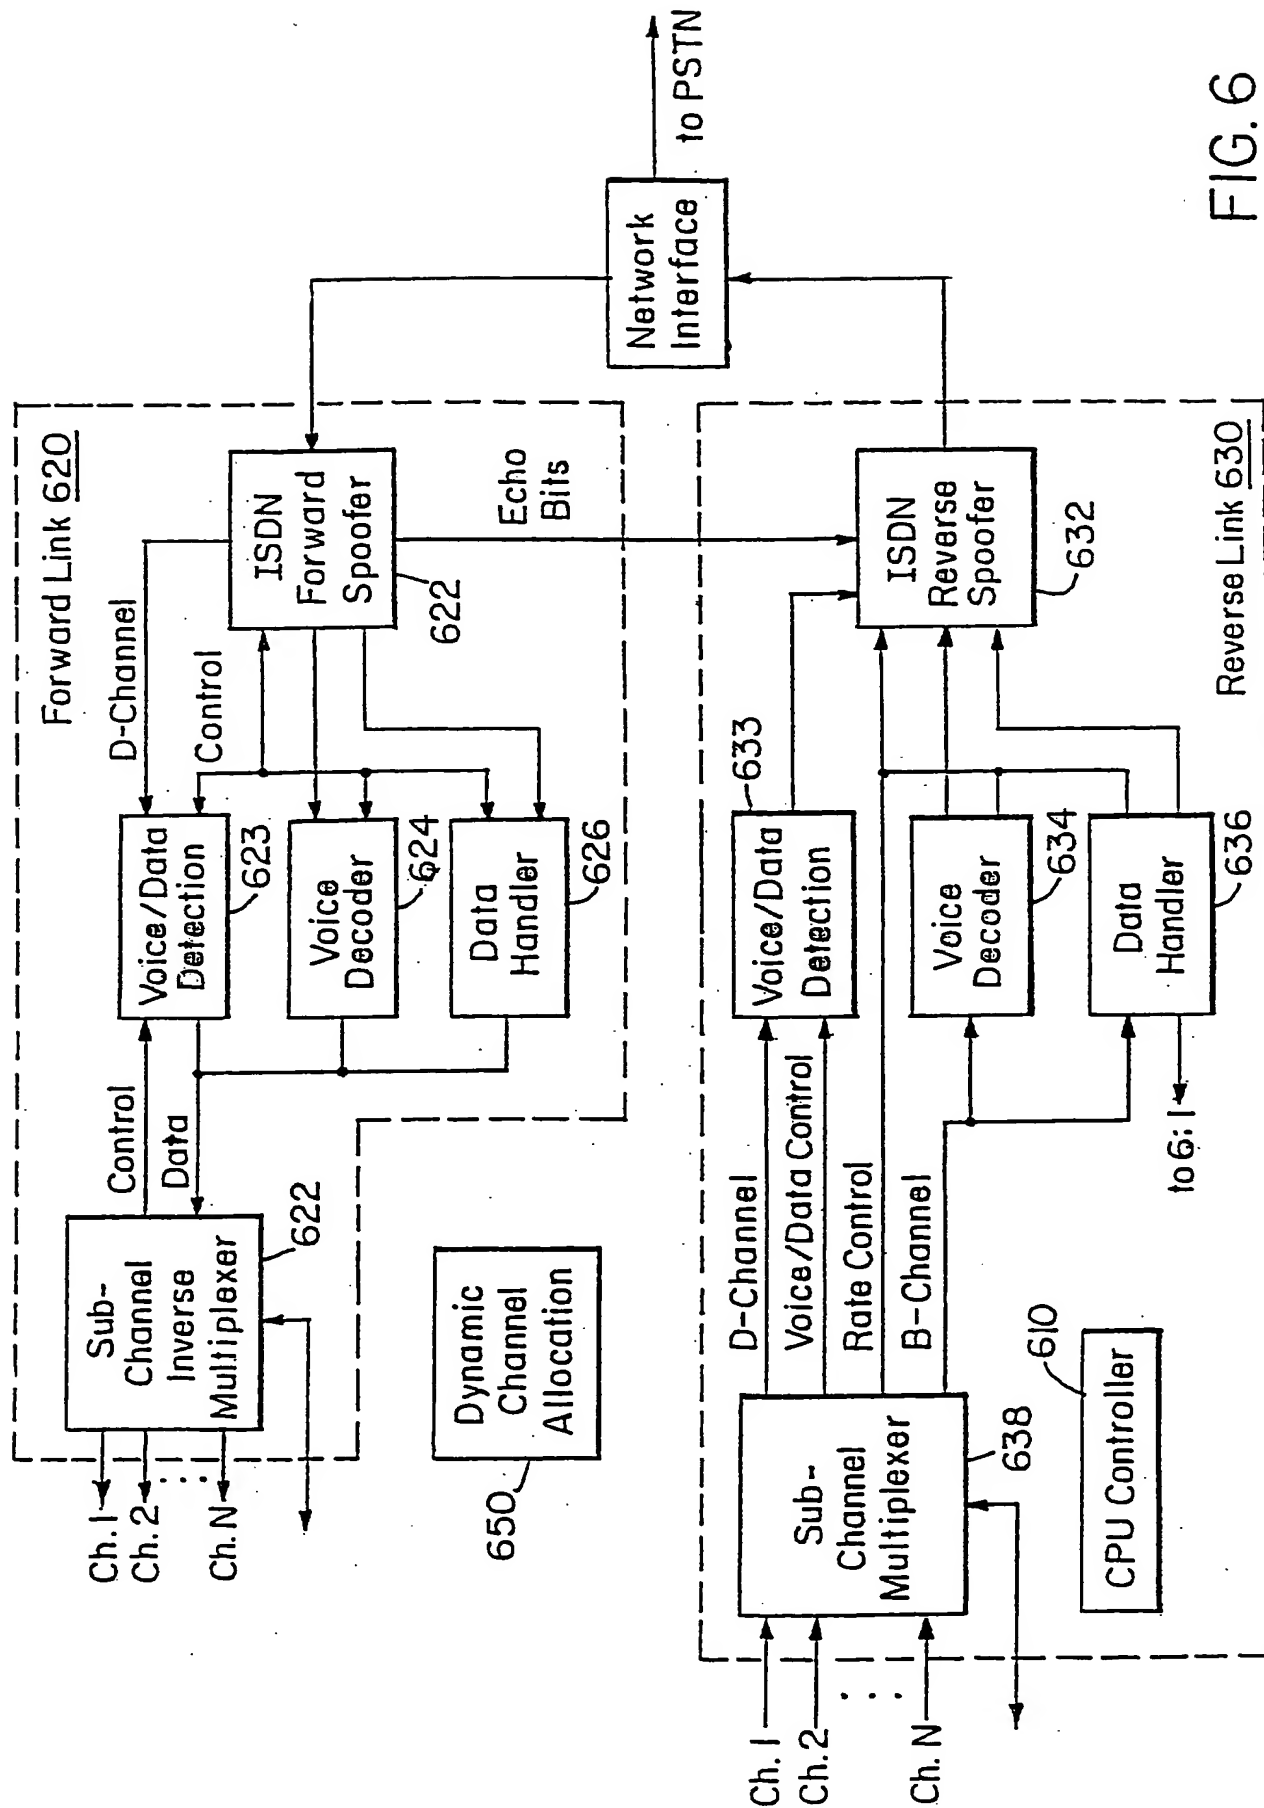 Forward Link 620
Ch. 1
Ch. 2
...
Ch. N
Sub-
Channel
Inverse
Multiplexer
622
Control
Data
Voice/Data
Detection
623
Voice
Decoder
624
Data
Handler
626
D-Channel
Control
ISDN
Forward
Spoofer
622
Echo
Bits
Network
Interface
to PSTN
650
Dynamic
Channel
Allocation
Ch. 1
Ch. 2
...
Ch. N
Sub-
Channel
Multiplexer
638
D-Channel
Voice/Data Control
Rate Control
B-Channel
Voice/Data
Detection
633
Voice
Decoder
634
Data
Handler
636
to 6:1
ISDN
Reverse
Spoofer
632
CPU Controller
610
Reverse Link 630
FIG. 6